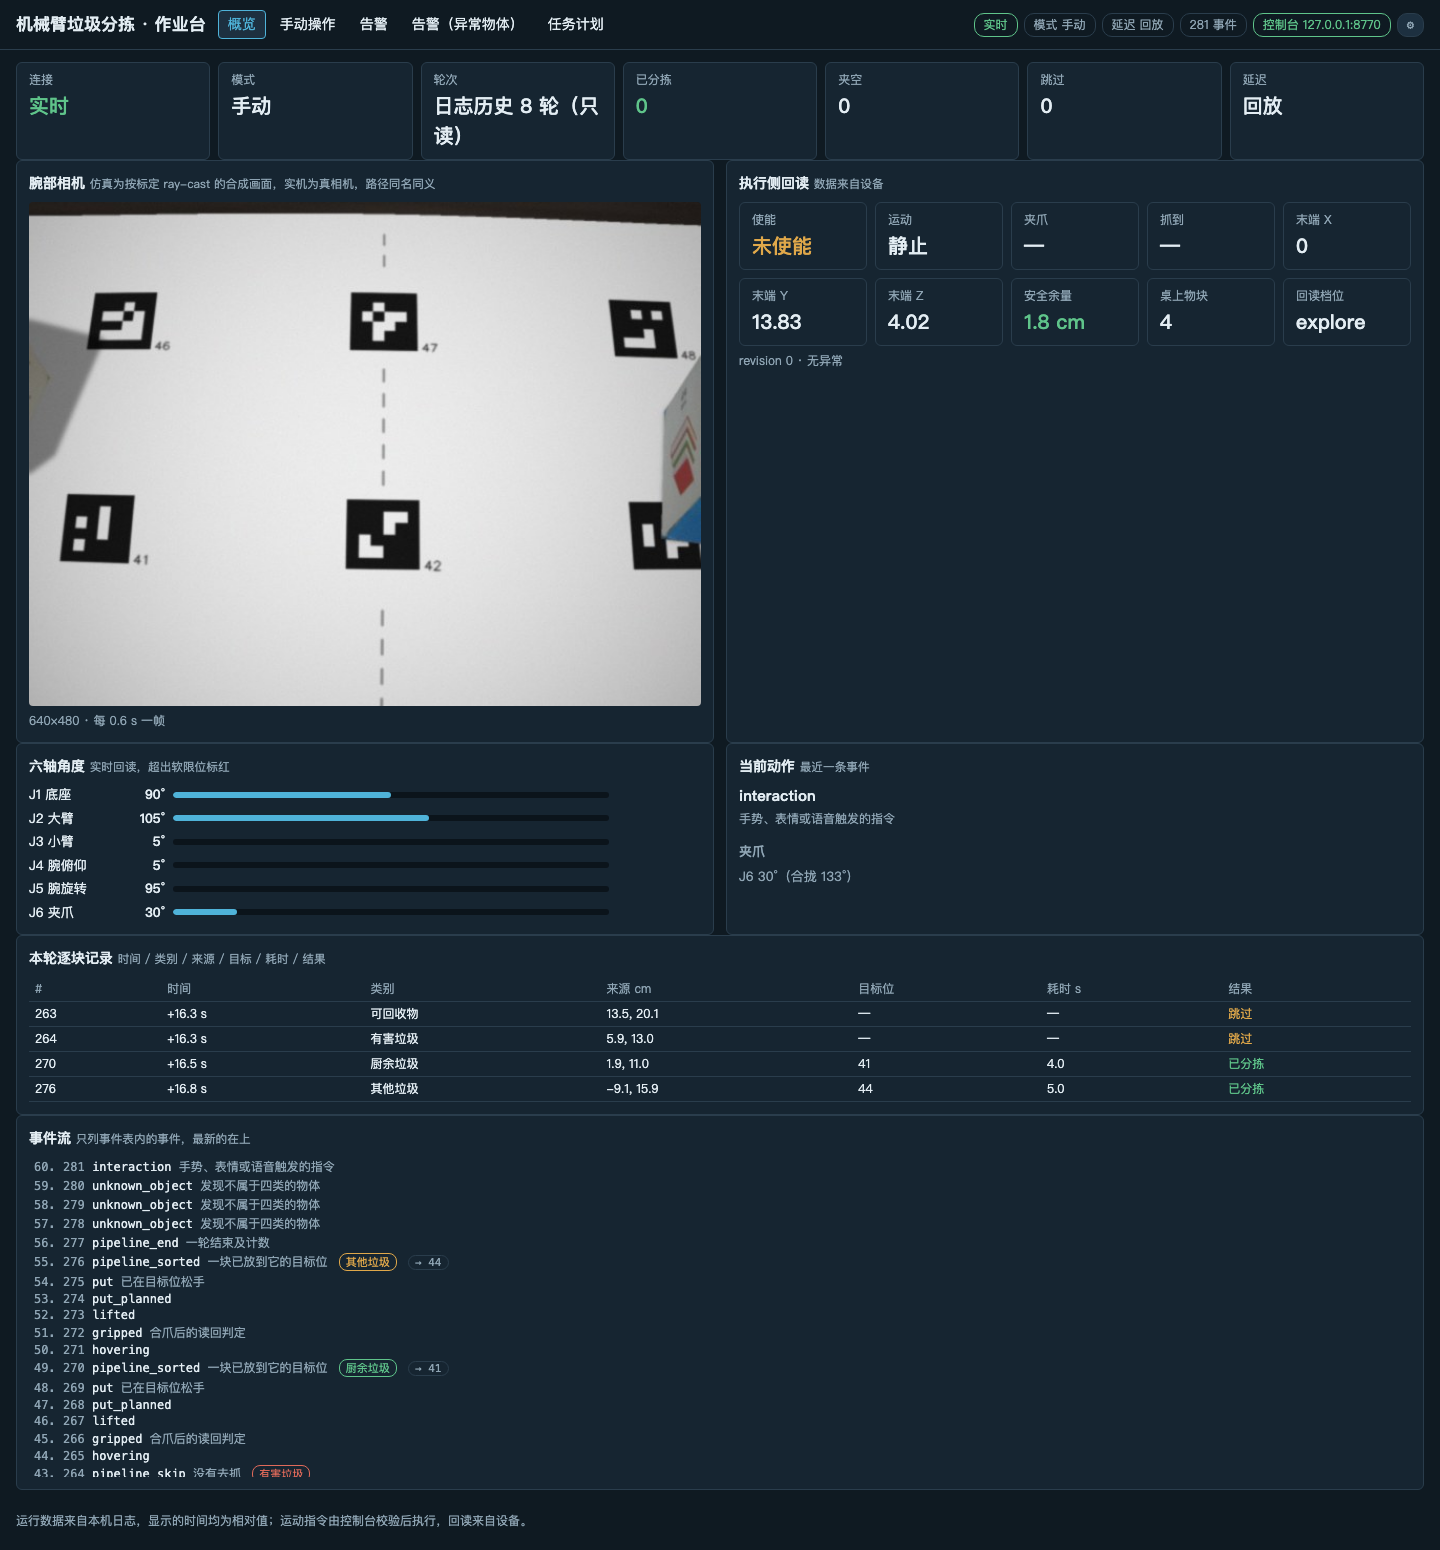 机械臂垃圾分拣 · 作业台 概览 手动操作 告警 告警（异常物体） 任务计划 实时 模式 手动 延迟 回放 281 事件 控制台 127.0.0.1:8770
连接 模式 轮次 已分拣 夹空 跳过 延迟
实时 手动 日志历史 8 轮（只读） 0 0 0 回放
腕部相机 仿真为按标定 ray-cast 的合成画面，实机为真相机，路径同名同义
46
47
48
41
42
640×480 · 每 0.6 s 一帧
执行侧回读 数据来自设备
使能 运动 夹爪 抓到 末端 X
未使能 静止 — — 0
末端 Y 末端 Z 安全余量 桌上物块 回读档位
13.83 4.02 1.8 cm 4 explore
revision 0 · 无异常
六轴角度 实时回读，超出软限位标红
J1 底座 90°
J2 大臂 105°
J3 小臂 5°
J4 腕俯仰 5°
J5 腕旋转 95°
J6 夹爪 30°
当前动作 最近一条事件
interaction
手势、表情或语音触发的指令
夹爪
J6 30°（合拢 133°）
本轮逐块记录 时间 / 类别 / 来源 / 目标 / 耗时 / 结果
# 时间 类别 来源 cm 目标位 耗时 s 结果
263 +16.3 s 可回收物 13.5, 20.1 — — 跳过
264 +16.3 s 有害垃圾 5.9, 13.0 — — 跳过
270 +16.5 s 厨余垃圾 1.9, 11.0 41 4.0 已分拣
276 +16.8 s 其他垃圾 −9.1, 15.9 44 5.0 已分拣
事件流 只列事件表内的事件，最新的在上
60. 281 interaction 手势、表情或语音触发的指令
59. 280 unknown_object 发现不属于四类的物体
58. 279 unknown_object 发现不属于四类的物体
57. 278 unknown_object 发现不属于四类的物体
56. 277 pipeline_end 一轮结束及计数
55. 276 pipeline_sorted 一块已放到它的目标位 其他垃圾 → 44
54. 275 put 已在目标位松手
53. 274 put_planned
52. 273 lifted
51. 272 gripped 合爪后的读回判定
50. 271 hovering
49. 270 pipeline_sorted 一块已放到它的目标位 厨余垃圾 → 41
48. 269 put 已在目标位松手
47. 268 put_planned
46. 267 lifted
45. 266 gripped 合爪后的读回判定
44. 265 hovering
43. 264 pipeline_skip 没有去抓 有害垃圾
运行数据来自本机日志，显示的时间均为相对值；运动指令由控制台校验后执行，回读来自设备。